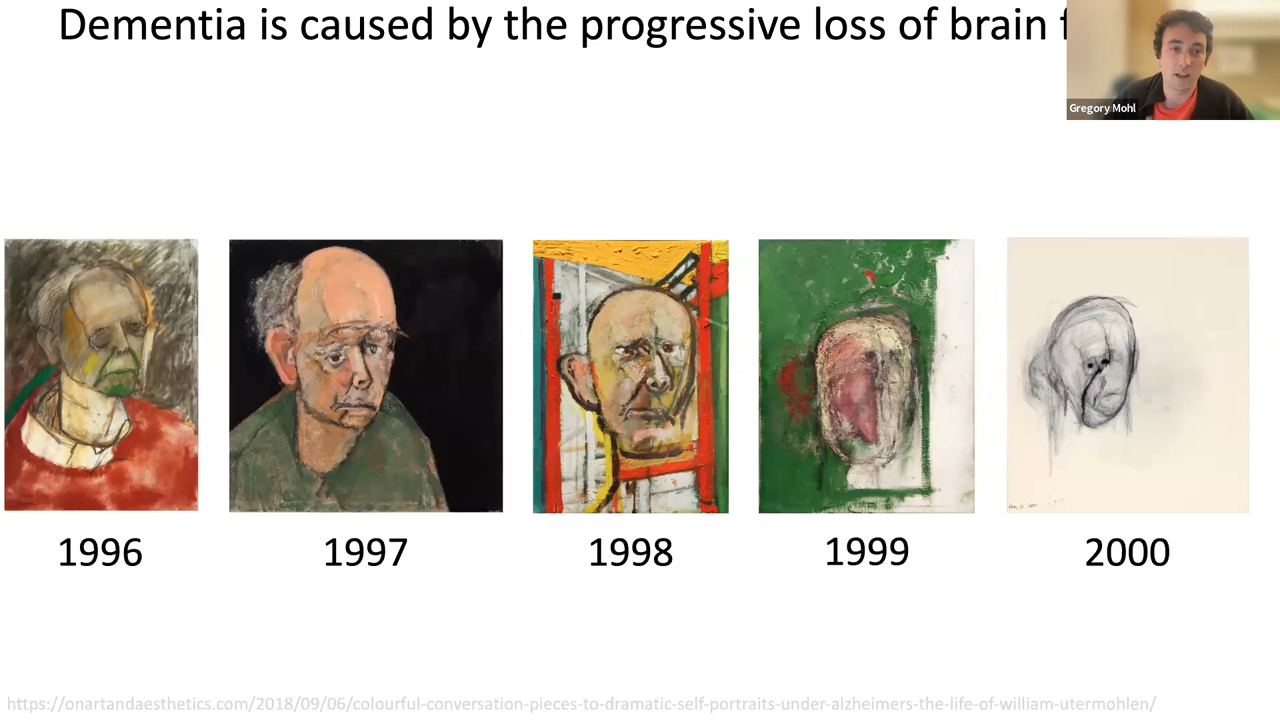 Dementia is caused by the progressive loss of brain
Gregory Mohl
1996 1997 1998 1999 2000
https://onartandaesthetics.com/2018/09/06/colourful-conversation-pieces-to-dramatic-self-portraits-under-alzheimers-the-life-of-william-utermohlen/